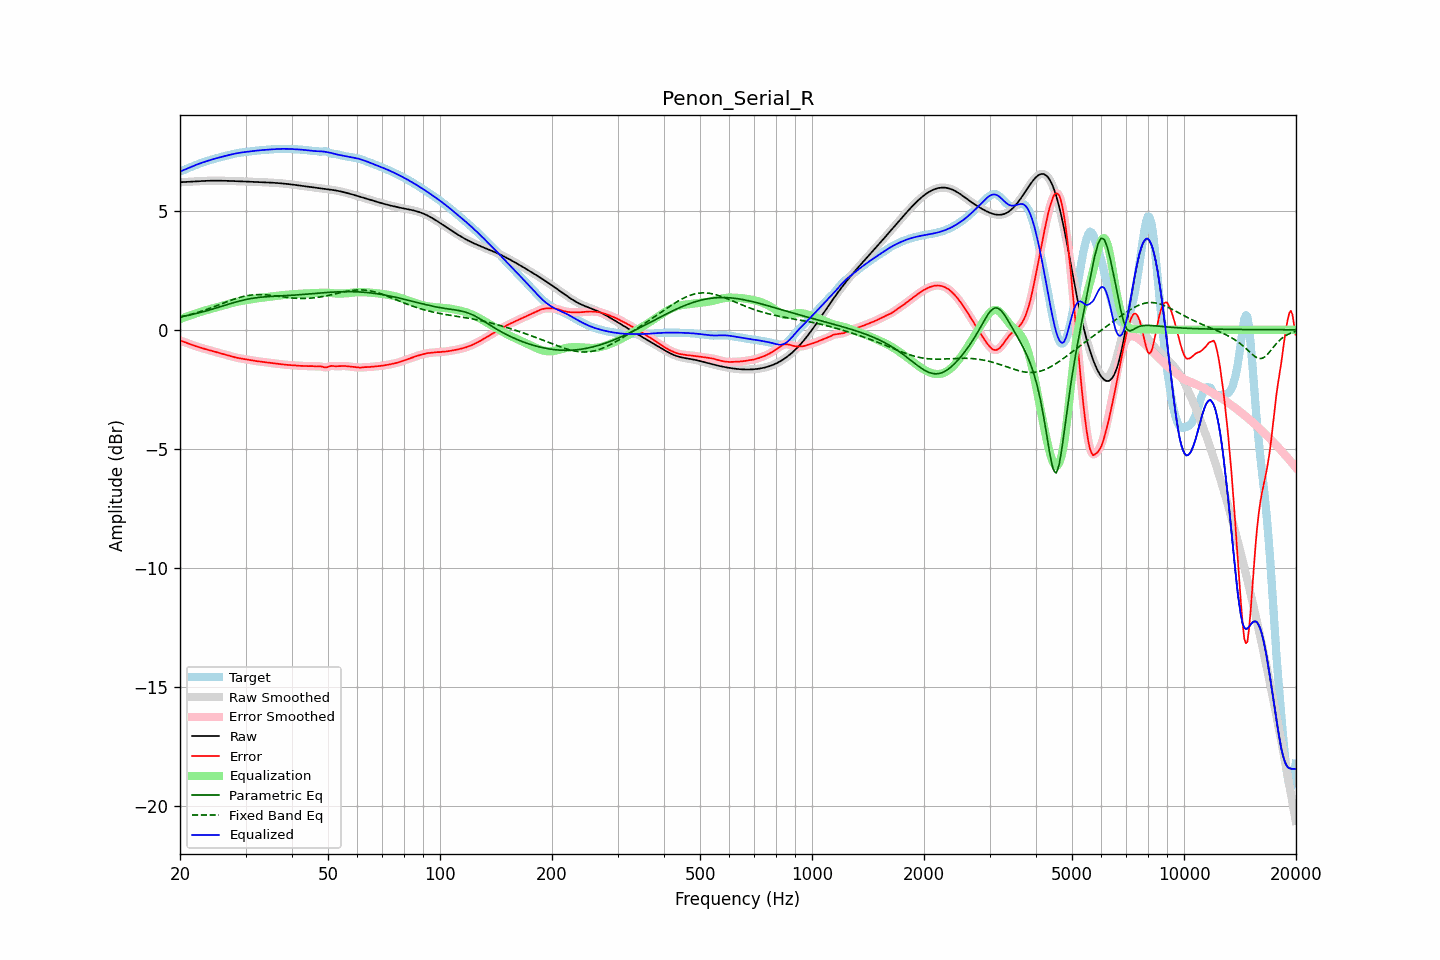 Penon_Serial_R
5
0
−5
−10
−15
−20
Amplitude (dBr)
Target
Raw Smoothed
Error Smoothed
Raw
Error
Equalization
Parametric Eq
Fixed Band Eq
Equalized
20 50 100 200 500 1000 2000 5000 10000 20000
Frequency (Hz)